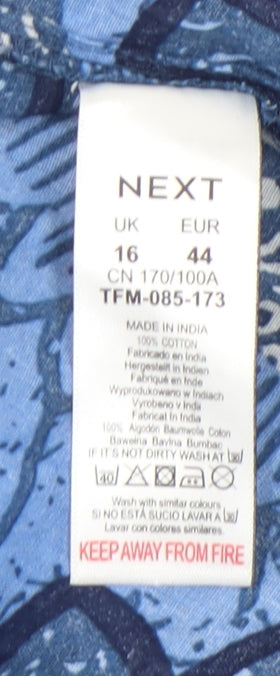 NEXT
UK EUR
16 44
CN 170/100A
TFM-085-173
MADE IN INDIA
100% COTTON
Fabricado en India
Hergestellt in Indien
Fabriqué en Inde
Wyprodukowano w Indiach
Vyrobeno v Indii
Fabricat în India
100% Algodón Baumwolle Coton
Bawełna Bavlna Bumbac
IF IT'S NOT DIRTY WASH AT 30
40
Wash with similar colours
SI NO ESTÁ SUCIO LAVAR A 30
Lavar con colores similares.
KEEP AWAY FROM FIRE